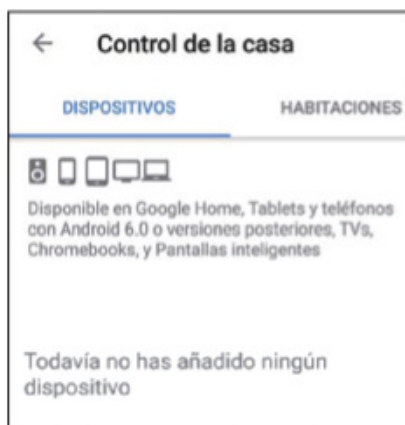 Control de la casa
DISPOSITIVOS HABITACIONES
Disponible en Google Home, Tablets y teléfonos
con Android 6.0 o versiones posteriores, TVs,
Chromebooks, y Pantallas inteligentes
Todavía no has añadido ningún
dispositivo